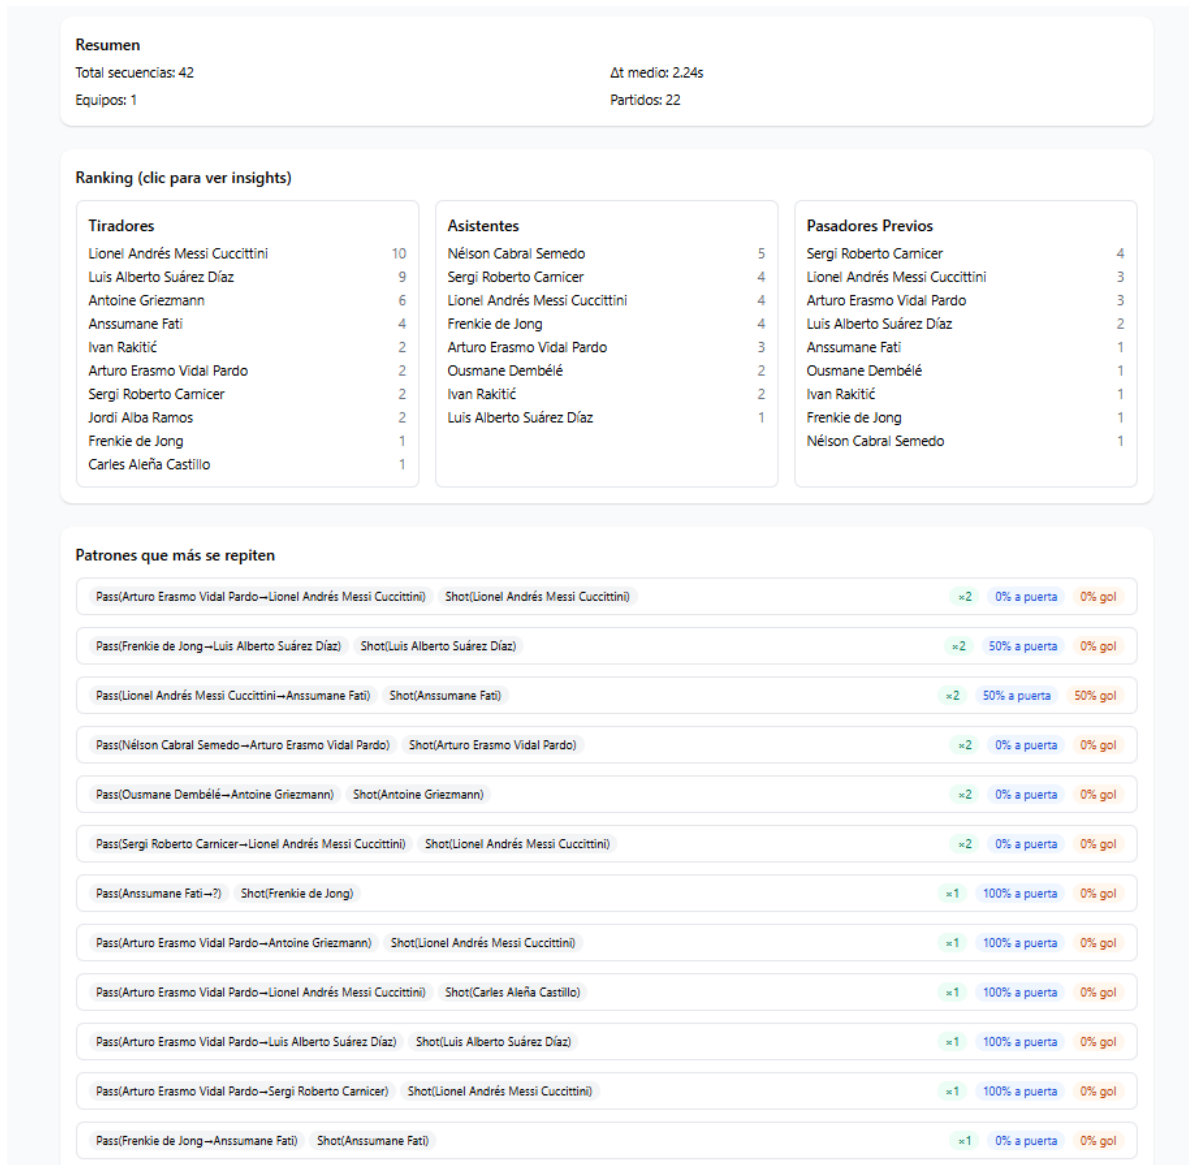 Resumen
Total secuencias: 42 Δt medio: 2.24s
Equipos: 1 Partidos: 22
Ranking (clic para ver insights)
Tiradores
Lionel Andrés Messi Cuccittini 10
Luis Alberto Suárez Díaz 9
Antoine Griezmann 6
Anssumane Fati 4
Ivan Rakitić 2
Arturo Erasmo Vidal Pardo 2
Sergi Roberto Carnicer 2
Jordi Alba Ramos 2
Frenkie de Jong 1
Carles Aleña Castillo 1
Asistentes
Nélson Cabral Semedo 5
Sergi Roberto Carnicer 4
Lionel Andrés Messi Cuccittini 4
Frenkie de Jong 4
Arturo Erasmo Vidal Pardo 3
Ousmane Dembélé 2
Ivan Rakitić 2
Luis Alberto Suárez Díaz 1
Pasadores Previos
Sergi Roberto Carnicer 4
Lionel Andrés Messi Cuccittini 3
Arturo Erasmo Vidal Pardo 3
Luis Alberto Suárez Díaz 2
Anssumane Fati 1
Ousmane Dembélé 1
Ivan Rakitić 1
Frenkie de Jong 1
Nélson Cabral Semedo 1
Patrones que más se repiten
Pass(Arturo Erasmo Vidal Pardo→Lionel Andrés Messi Cuccittini) Shot(Lionel Andrés Messi Cuccittini) ×2 0% a puerta 0% gol
Pass(Frenkie de Jong→Luis Alberto Suárez Díaz) Shot(Luis Alberto Suárez Díaz) ×2 50% a puerta 0% gol
Pass(Lionel Andrés Messi Cuccittini→Anssumane Fati) Shot(Anssumane Fati) ×2 50% a puerta 50% gol
Pass(Nélson Cabral Semedo→Arturo Erasmo Vidal Pardo) Shot(Arturo Erasmo Vidal Pardo) ×2 0% a puerta 0% gol
Pass(Ousmane Dembélé→Antoine Griezmann) Shot(Antoine Griezmann) ×2 0% a puerta 0% gol
Pass(Sergi Roberto Carnicer→Lionel Andrés Messi Cuccittini) Shot(Lionel Andrés Messi Cuccittini) ×2 0% a puerta 0% gol
Pass(Anssumane Fati→?) Shot(Frenkie de Jong) ×1 100% a puerta 0% gol
Pass(Arturo Erasmo Vidal Pardo→Antoine Griezmann) Shot(Lionel Andrés Messi Cuccittini) ×1 100% a puerta 0% gol
Pass(Arturo Erasmo Vidal Pardo→Lionel Andrés Messi Cuccittini) Shot(Carles Aleña Castillo) ×1 100% a puerta 0% gol
Pass(Arturo Erasmo Vidal Pardo→Luis Alberto Suárez Díaz) Shot(Luis Alberto Suárez Díaz) ×1 100% a puerta 0% gol
Pass(Arturo Erasmo Vidal Pardo→Sergi Roberto Carnicer) Shot(Lionel Andrés Messi Cuccittini) ×1 100% a puerta 0% gol
Pass(Frenkie de Jong→Anssumane Fati) Shot(Anssumane Fati) ×1 0% a puerta 0% gol